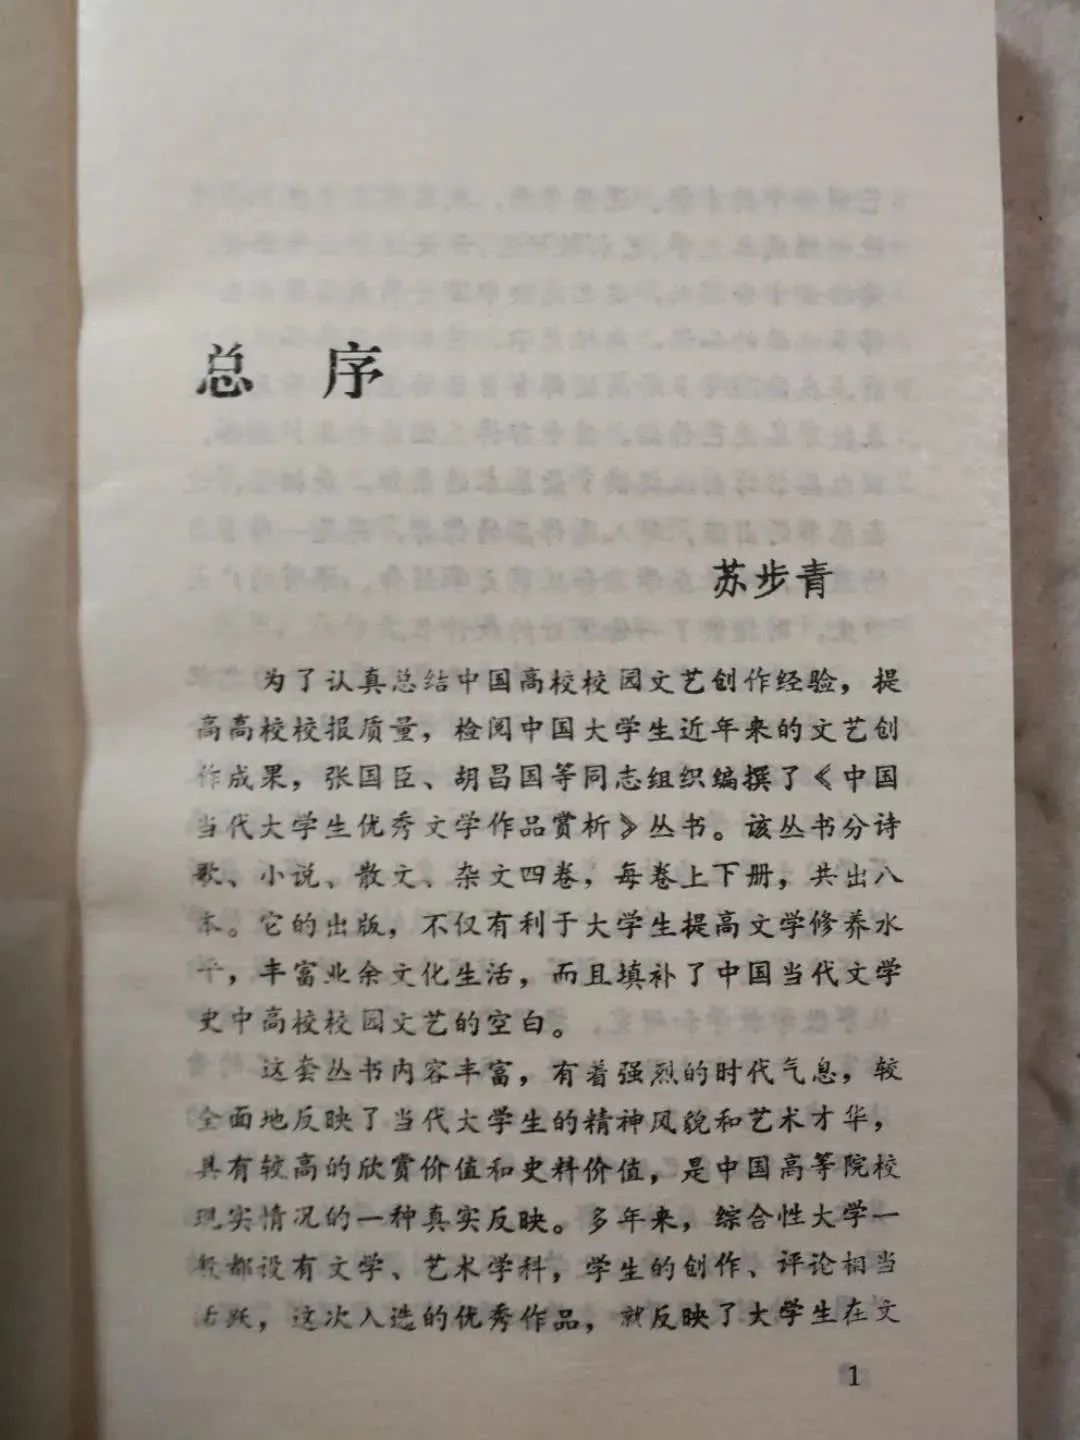 总 序
苏步青
为了认真总结中国高校校园文艺创作经验，提
高高校校报质量，检阅中国大学生近年来的文艺创
作成果，张国臣、胡昌国等同志组织编撰了《中国
当代大学生优秀文学作品赏析》丛书。该丛书分诗
歌、小说、散文、杂文四卷，每卷上下册，共出八
本。它的出版，不仅有利于大学生提高文学修养水
平，丰富业余文化生活，而且填补了中国当代文学
史中高校校园文艺的空白。
这套丛书内容丰富，有着强烈的时代气息，较
全面地反映了当代大学生的精神风貌和艺术才华，
具有较高的欣赏价值和史料价值，是中国高等院校
现实情况的一种真实反映。多年来，综合性大学一
般都设有文学、艺术学科，学生的创作、评论相当
活跃，这次入选的优秀作品，就反映了大学生在文
1